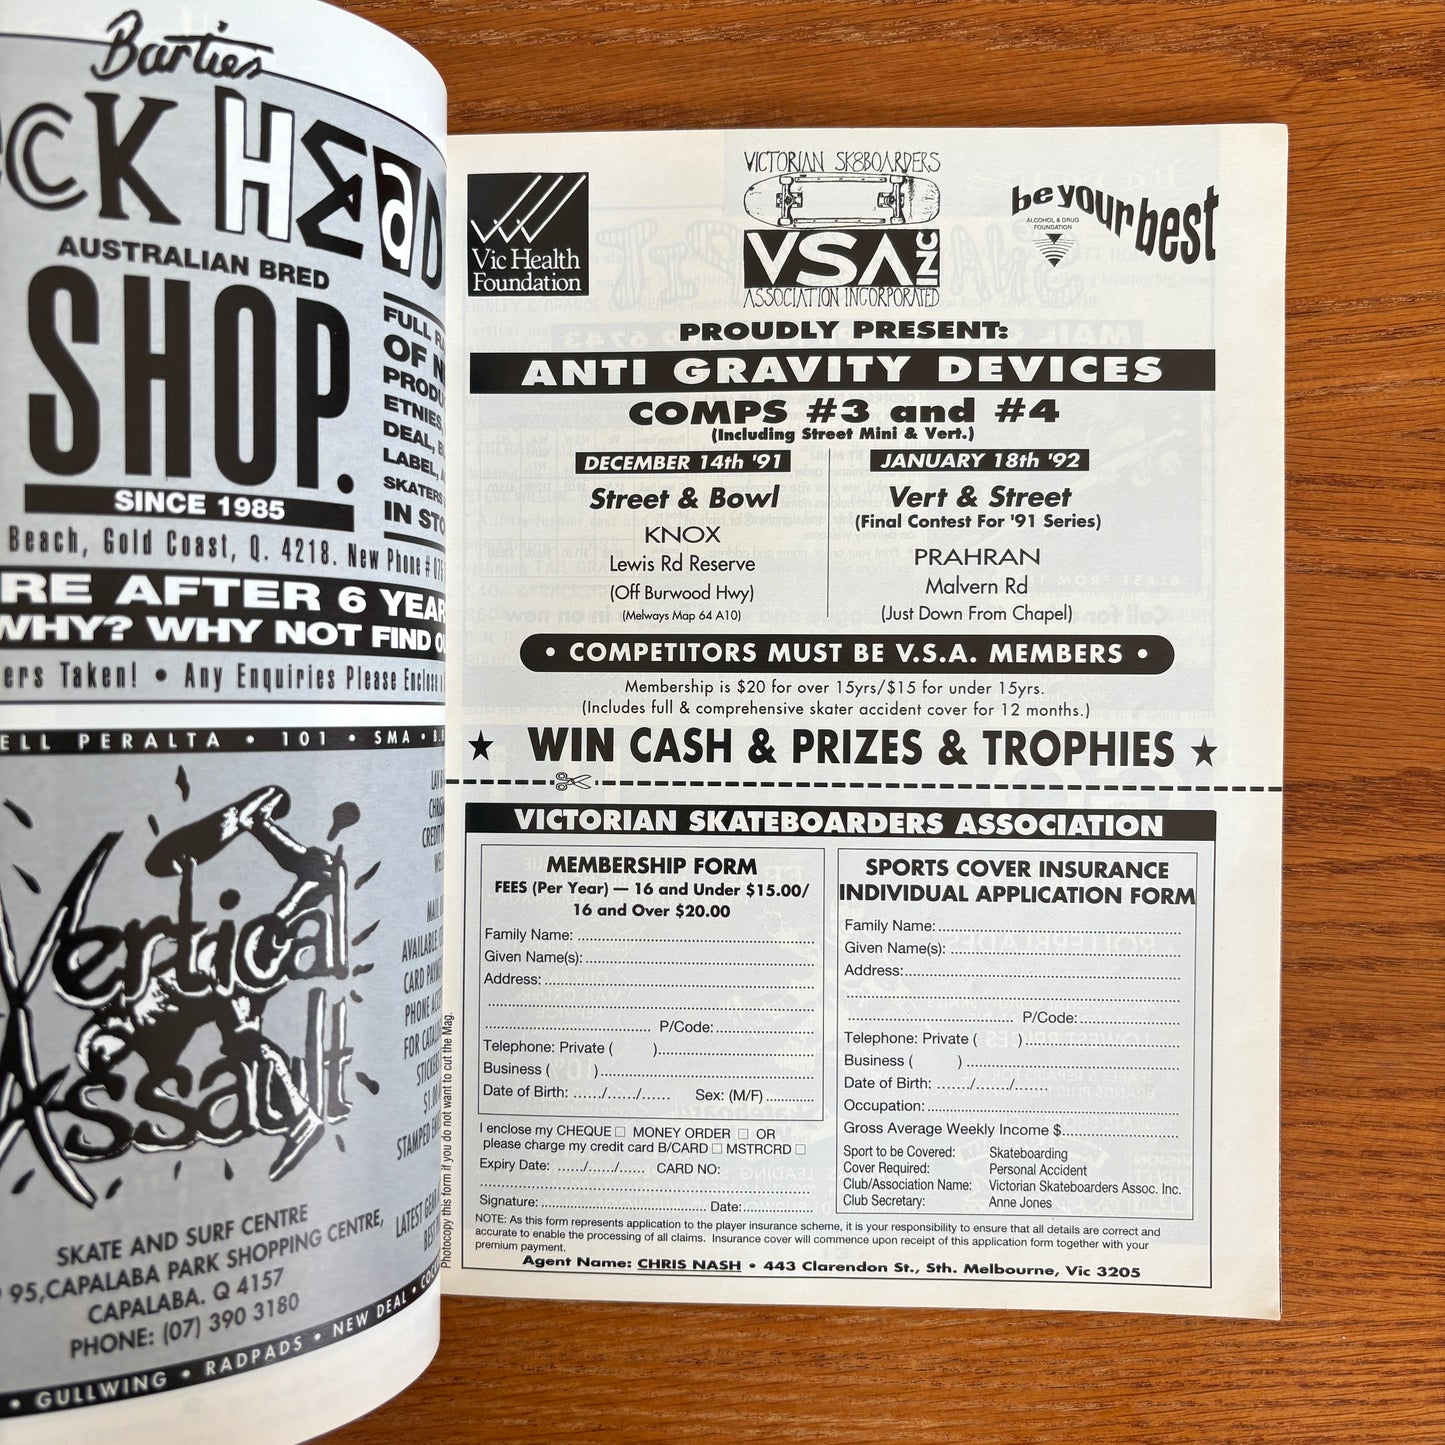 Barties
CK HEaD
AUSTRALIAN BRED
SHOP.
SINCE 1985
FULL
OF
ETNIES,
DEAL,
LABEL,
SKATERS
IN
Beach, Gold Coast, Q. 4218. New Phone #
AFTER 6
WHY? WHY NOT FIND
Taken! • Any Enquiries Please
PERALTA • 101 • SMA •
Vertical
Assault
AVAILABLE
CARD
PHONE
STAMPED
LATEST GEAR
BEST
SKATE AND SURF CENTRE
95, CAPALABA PARK SHOPPING CENTRE,
CAPALABA. Q 4157
PHONE: (07) 390 3180
• GULLWING • RADPADS • NEW DEAL •
Vic Health
Foundation
VICTORIAN SK8BOARDERS
VSA INC
ASSOCIATION INCORPORATED
be your best
ALCOHOL & DRUG
FOUNDATION
PROUDLY PRESENT:
ANTI GRAVITY DEVICES
COMPS #3 and #4
(Including Street Mini & Vert.)
DECEMBER 14th '91
Street & Bowl
KNOX
Lewis Rd Reserve
(Off Burwood Hwy)
(Melways Map 64 A10)
JANUARY 18th '92
Vert & Street
(Final Contest For '91 Series)
PRAHRAN
Malvern Rd
(Just Down From Chapel)
• COMPETITORS MUST BE V.S.A. MEMBERS •
Membership is $20 for over 15yrs/$15 for under 15yrs.
(Includes full & comprehensive skater accident cover for 12 months.)
★ WIN CASH & PRIZES & TROPHIES ★
VICTORIAN SKATEBOARDERS ASSOCIATION
MEMBERSHIP FORM
FEES (Per Year) — 16 and Under $15.00/
16 and Over $20.00
Family Name:
Given Name(s):
Address:
P/Code:
Telephone: Private ( )
Business ( )
Date of Birth: ....../....../...... Sex: (M/F)
I enclose my CHEQUE □ MONEY ORDER □ OR
please charge my credit card B/CARD □ MSTRCRD □
Expiry Date: ....../....../...... CARD NO:
Signature: Date:
SPORTS COVER INSURANCE
INDIVIDUAL APPLICATION FORM
Family Name:
Given Name(s):
Address:
P/Code:
Telephone: Private ( )
Business ( )
Date of Birth: ....../....../......
Occupation:
Gross Average Weekly Income $
Sport to be Covered: Skateboarding
Cover Required: Personal Accident
Club/Association Name: Victorian Skateboarders Assoc. Inc.
Club Secretary: Anne Jones
NOTE: As this form represents application to the player insurance scheme, it is your responsibility to ensure that all details are correct and
accurate to enable the processing of all claims. Insurance cover will commence upon receipt of this application form together with your
premium payment.
Agent Name: CHRIS NASH • 443 Clarendon St., Sth. Melbourne, Vic 3205
Photocopy this form if you do not want to cut the Mag.